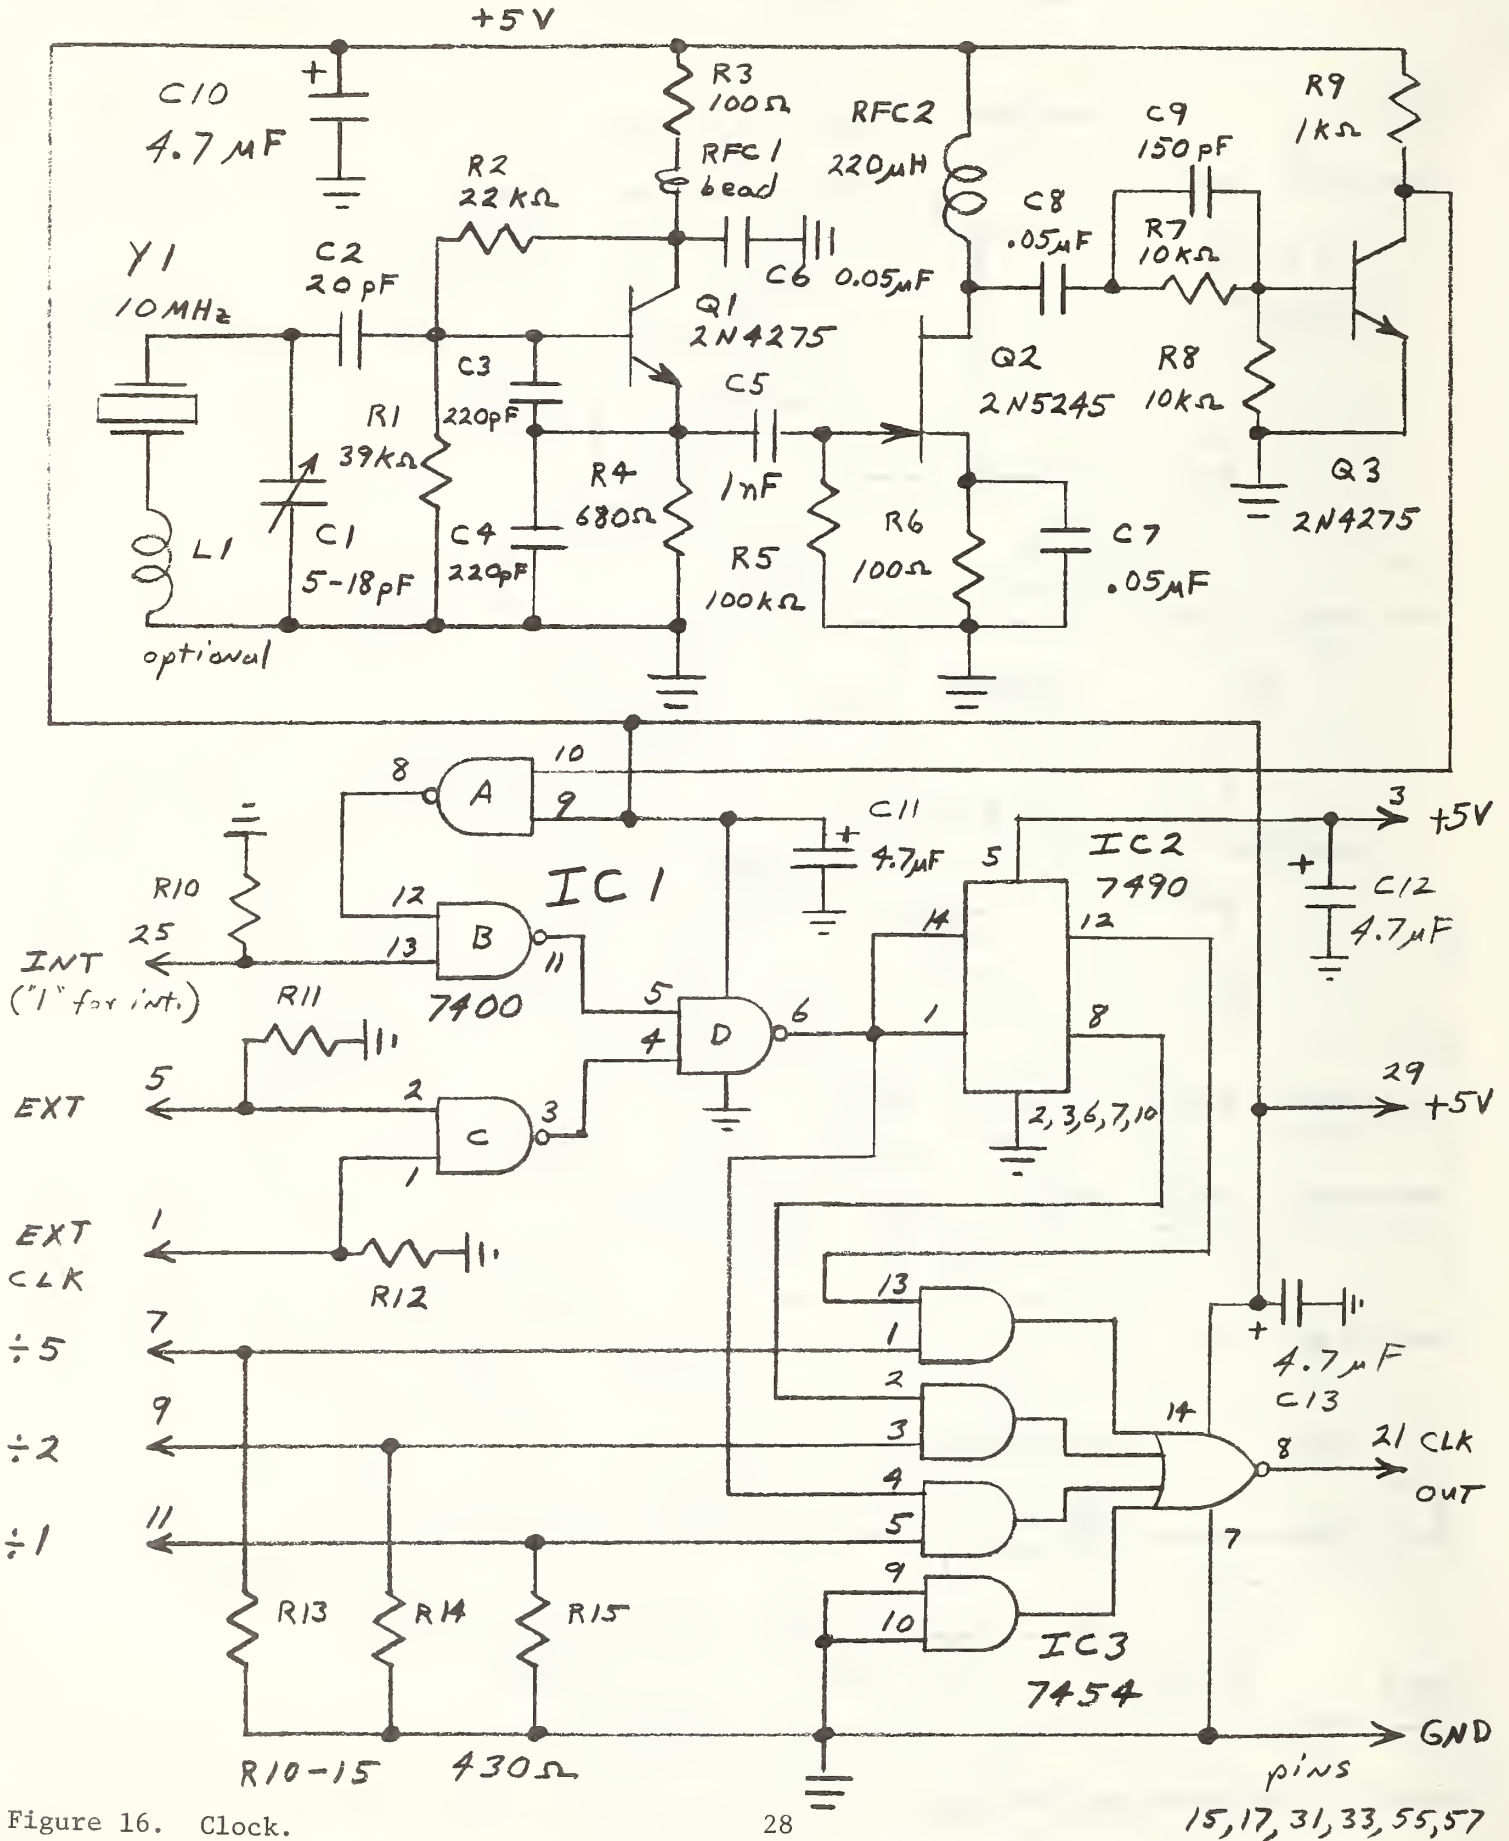 +5V
C10
+
4.7 µF
R3
100Ω
RFC1
bead
RFC2
220µH
C9
150pF
R9
1kΩ
R2
22kΩ
C8
.05µF
R7
10kΩ
Y1
10MHz
C2
20pF
C6 0.05µF
Q1
2N4275
C3
220pF
C5
1nF
Q2
2N5245
R8
10kΩ
R1
39kΩ
R4
680Ω
Q3
2N4275
L1
C1
5-18pF
C4
220pF
R5
100kΩ
R6
100Ω
C7
.05µF
optional
8
A
10
9
C11
+
4.7µF
3
+5V
IC2
7490
5
+
C12
4.7µF
R10
25
INT
("1" for int.)
12
13
B
11
IC1
7400
14
12
R11
5
4
D
6
1
8
5
EXT
2
C
3
1
2,3,6,7,10
29
+5V
1
EXT
CLK
R12
13
1
+
4.7µF
C13
7
÷5
2
3
9
÷2
14
8
21 CLK
OUT
4
5
11
÷1
7
9
10
R13
R14
R15
IC3
7454
R10-15 430Ω
GND
pins
15,17,31,33,55,57
Figure 16. Clock.
28